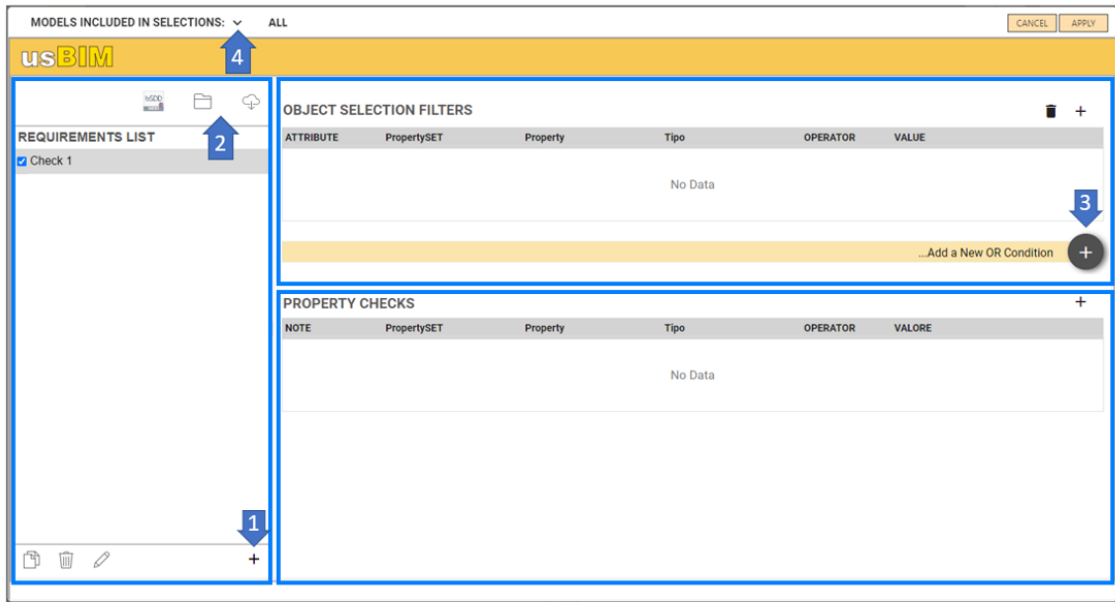 MODELS INCLUDED IN SELECTIONS: ALL CANCEL APPLY
4
usBIM
bSDD
2
REQUIREMENTS LIST
Check 1
1
OBJECT SELECTION FILTERS
ATTRIBUTE PropertySET Property Tipo OPERATOR VALUE
No Data
3
...Add a New OR Condition
PROPERTY CHECKS
NOTE PropertySET Property Tipo OPERATOR VALORE
No Data